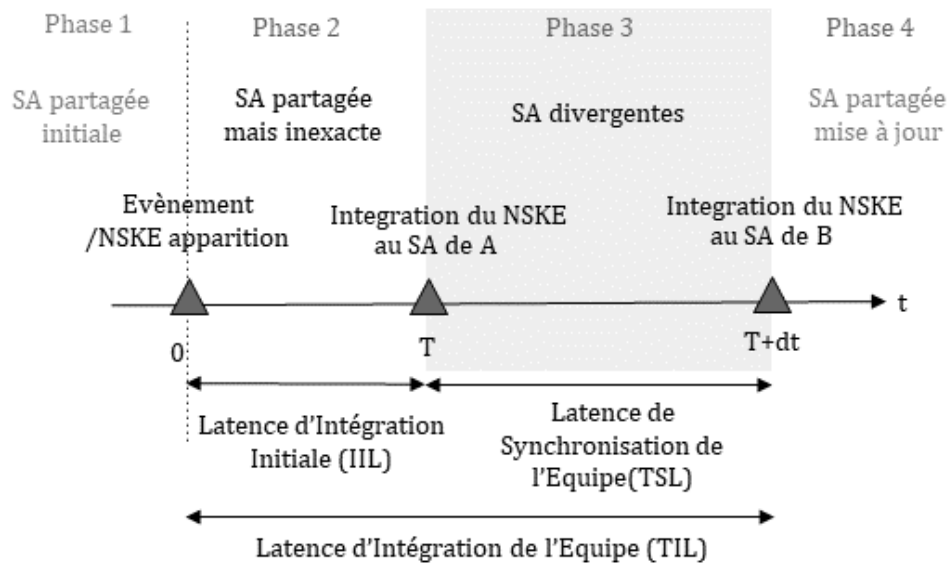 Phase 1
Phase 2
Phase 3
Phase 4
SA partagée
initiale
SA partagée
mais inexacte
SA divergentes
SA partagée
mise à jour
Evènement
/NSKE apparition
Integration du NSKE
au SA de A
Integration du NSKE
au SA de B
t
0
T
T+dt
Latence d'Intégration
Initiale (IIL)
Latence de
Synchronisation de
l'Equipe(TSL)
Latence d'Intégration de l'Equipe (TIL)